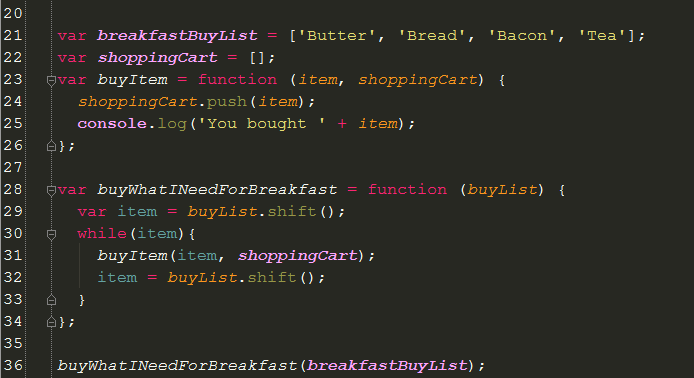 20
21 var breakfastBuyList = ['Butter', 'Bread', 'Bacon', 'Tea'];
22 var shoppingCart = [];
23 var buyItem = function (item, shoppingCart) {
24 shoppingCart.push(item);
25 console.log('You bought ' + item);
26 };
27
28 var buyWhatINeedForBreakfast = function (buyList) {
29 var item = buyList.shift();
30 while(item){
31 buyItem(item, shoppingCart);
32 item = buyList.shift();
33 }
34 };
35
36 buyWhatINeedForBreakfast(breakfastBuyList);